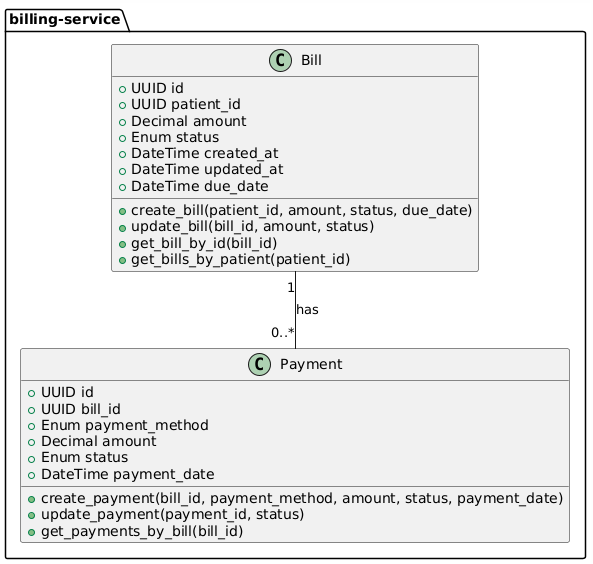 billing-service
C Bill
UUID id
UUID patient_id
Decimal amount
Enum status
DateTime created_at
DateTime updated_at
DateTime due_date
create_bill(patient_id, amount, status, due_date)
update_bill(bill_id, amount, status)
get_bill_by_id(bill_id)
get_bills_by_patient(patient_id)
1
has
0..*
C Payment
UUID id
UUID bill_id
Enum payment_method
Decimal amount
Enum status
DateTime payment_date
create_payment(bill_id, payment_method, amount, status, payment_date)
update_payment(payment_id, status)
get_payments_by_bill(bill_id)